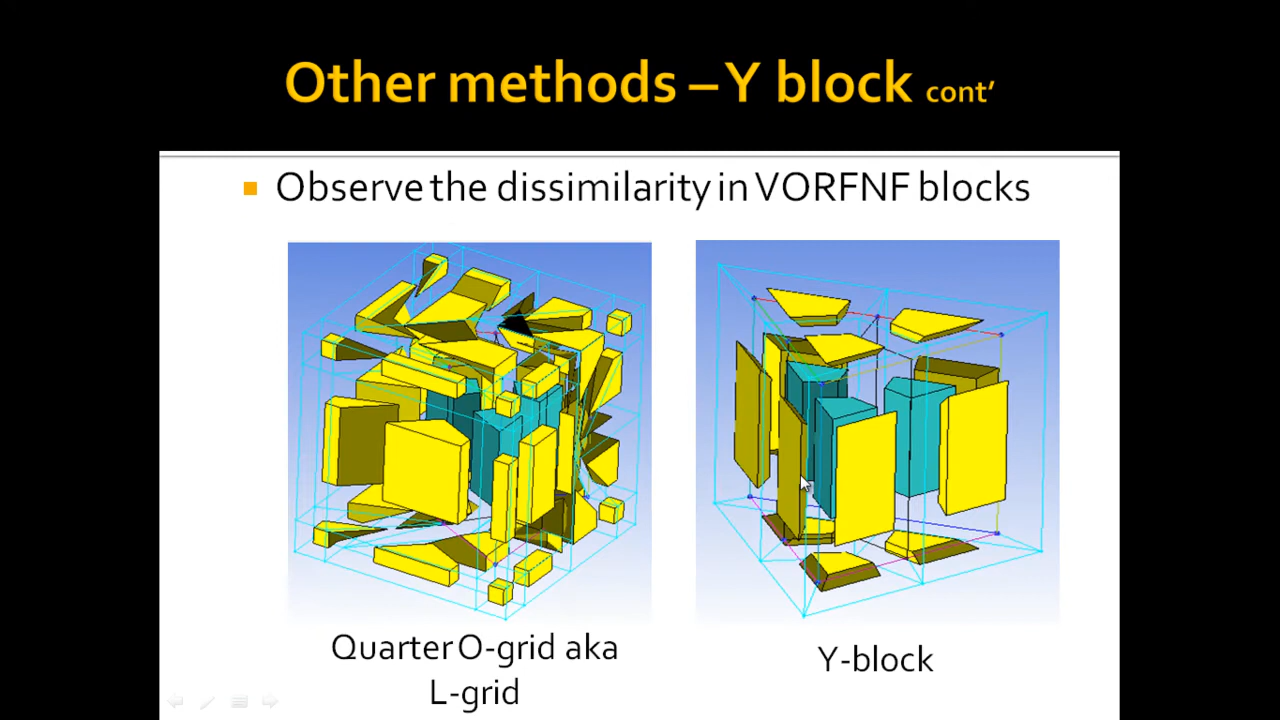 Other methods – Y block cont'
Observe the dissimilarity in VORFNF blocks
Quarter O-grid aka
L-grid
Y-block